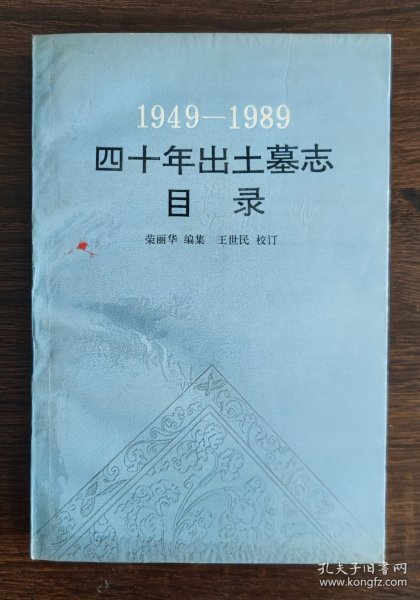 1949—1989
四十年出土墓志
目 录
荣丽华 编集 王世民 校订
孔夫子旧书网
www.kongfz.com